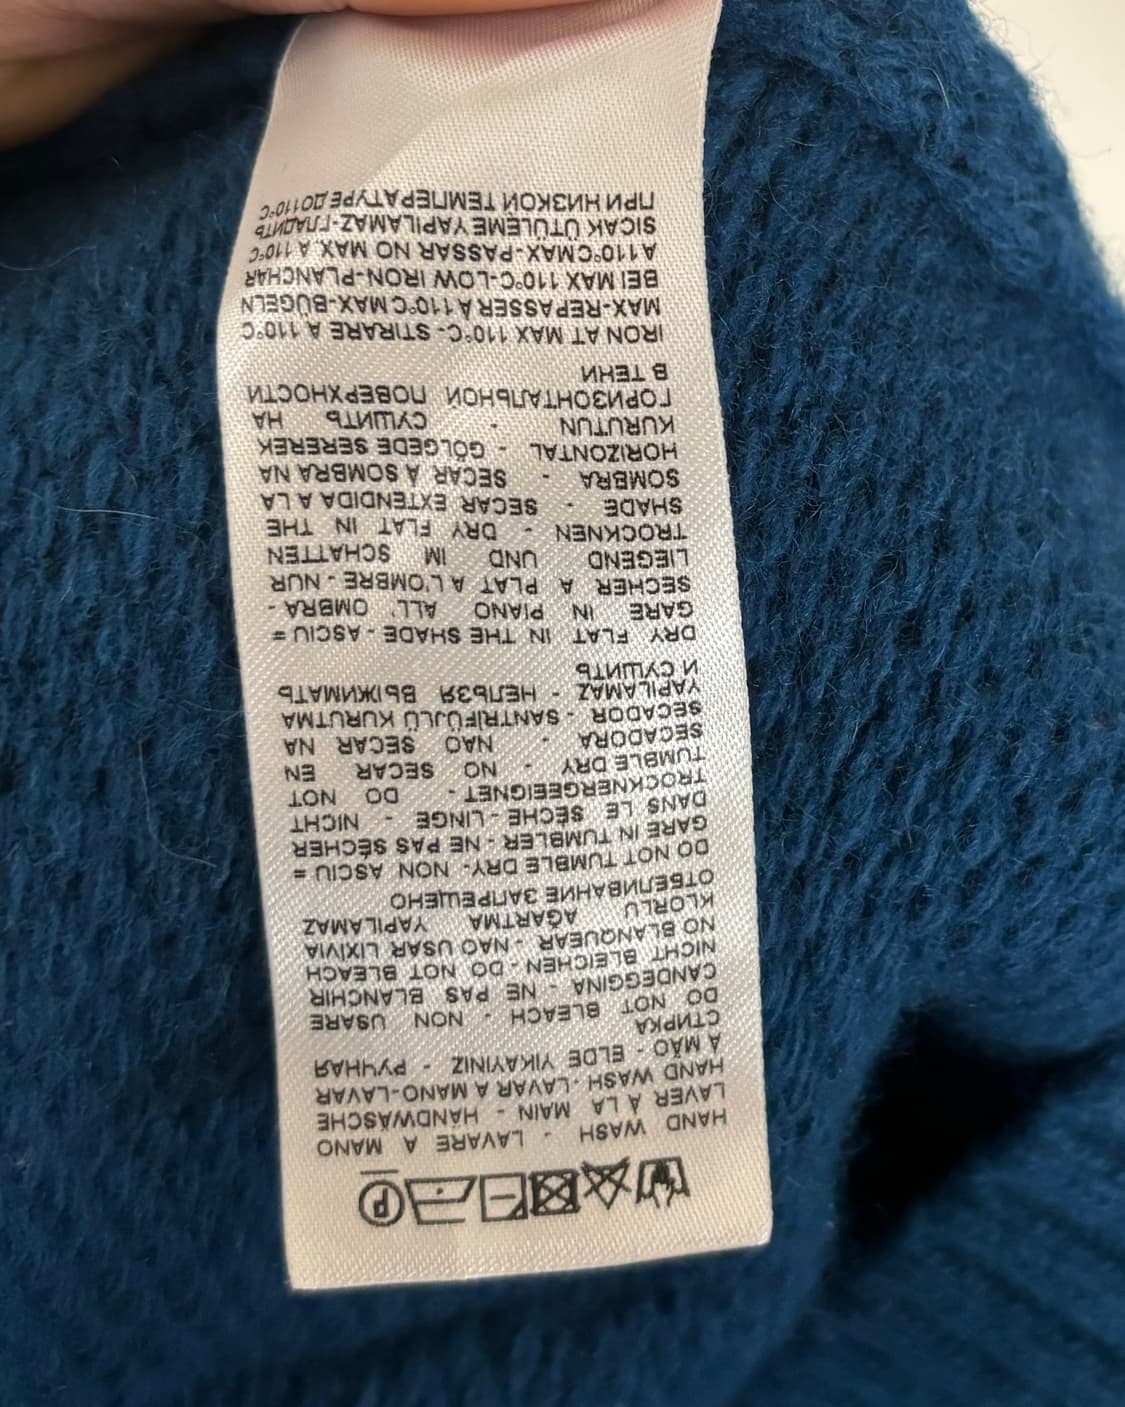 HAND WASH - LAVARE A MANO
LAVER A LA MAIN - HANDWASCHE
HAND WASH - LAVAR A MANO-LAVAR
A MÃO - ELDE YIKAYINIZ - РУЧНАЯ
СТИРКА
DO NOT BLEACH - NON USARE
CANDEGGINA - NE PAS BLANCHIR
NICHT BLEICHEN - DO NOT BLEACH
NO BLANQUEAR - NAO USAR LIXIVIA
KLORLU AĞARTMA YAPILAMAZ
ОТБЕЛИВАНИЕ ЗАПРЕЩЕНО
DO NOT TUMBLE DRY- NON ASCIU =
GARE IN TUMBLER - NE PAS SÉCHER
DANS LE SÈCHE - LINGE - NICHT
TROCKNERGEEIGNET - DO NOT
TUMBLE DRY - NO SECAR EN
SECADORA - NAO SECAR NA
SECADOR - SANTRİFÜJLÜ KURUTMA
YAPILAMAZ - НЕЛЬЗЯ ВЫЖИМАТЬ
И СУШИТЬ
DRY FLAT IN THE SHADE - ASCIU =
GARE IN PIANO ALL' OMBRA -
SECHER A PLAT A L'OMBRE - NUR
LIEGEND UND IM SCHATTEN
TROCKNEN - DRY FLAT IN THE
SHADE - SECAR EXTENDIDA A LA
SOMBRA - SECAR À SOMBRA NA
HORIZONTAL - GÖLGEDE SEREREK
KURUTUN - СУШИТЬ НА
ГОРИЗОНТАЛЬНОЙ ПОВЕРХНОСТИ
В ТЕНИ
IRON AT MAX 110°C- STIRARE A 110°C
MAX-REPASSER A 110°C MAX-BÜGELN
BEI MAX 110°C-LOW IRON-PLANCHAR
A 110°CMAX-PASSAR NO MAX A 110°C
SICAK ÜTÜLEME YAPILAMAZ-ГЛАДИТЬ
ПРИ НИЗКОЙ ТЕМПЕРАТУРЕ ДО110°C